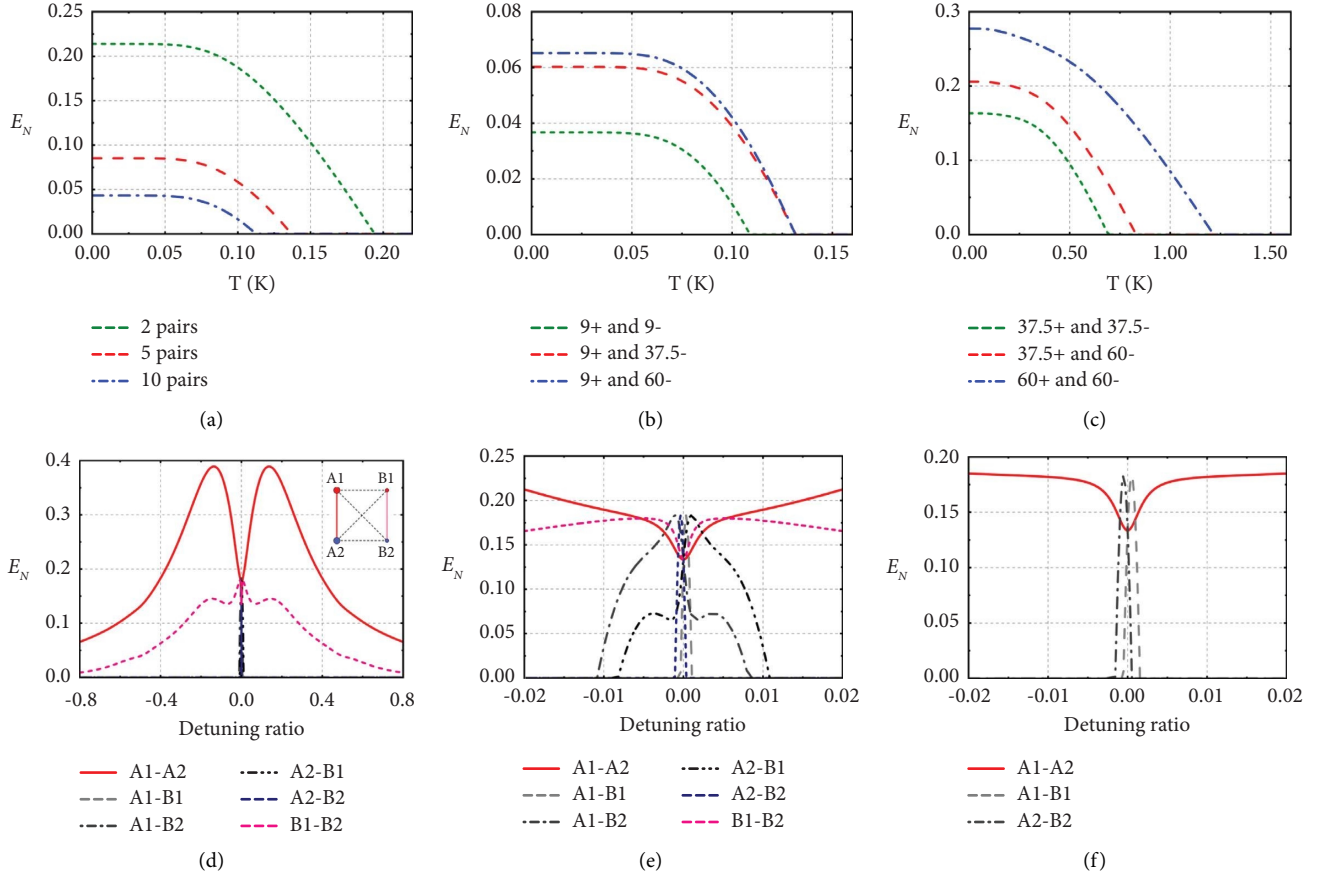 0.25
0.20
0.15
0.10
0.05
0.00
E_N
0.00 0.05 0.10 0.15 0.20
T (K)
2 pairs
5 pairs
10 pairs
(a)
0.08
0.06
0.04
0.02
0.0
E_N
0.00 0.05 0.10 0.15
T (K)
9+ and 9-
9+ and 37.5-
9+ and 60-
(b)
0.3
0.2
0.1
0.0
E_N
0.00 0.50 1.00 1.50
T (K)
37.5+ and 37.5-
37.5+ and 60-
60+ and 60-
(c)
0.4
0.3
0.2
0.1
0.0
E_N
A1 B1
A2 B2
-0.8 -0.4 0.0 0.4 0.8
Detuning ratio
A1-A2 A2-B1
A1-B1 A2-B2
A1-B2 B1-B2
(d)
0.25
0.20
0.15
0.10
0.05
0.00
E_N
-0.02 -0.01 0.00 0.01 0.02
Detuning ratio
A1-A2 A2-B1
A1-B1 A2-B2
A1-B2 B1-B2
(e)
0.20
0.15
0.10
0.05
0.00
E_N
-0.02 0.01 0.00 0.01 0.02
Detuning ratio
A1-A2
A1-B1
A2-B2
(f)